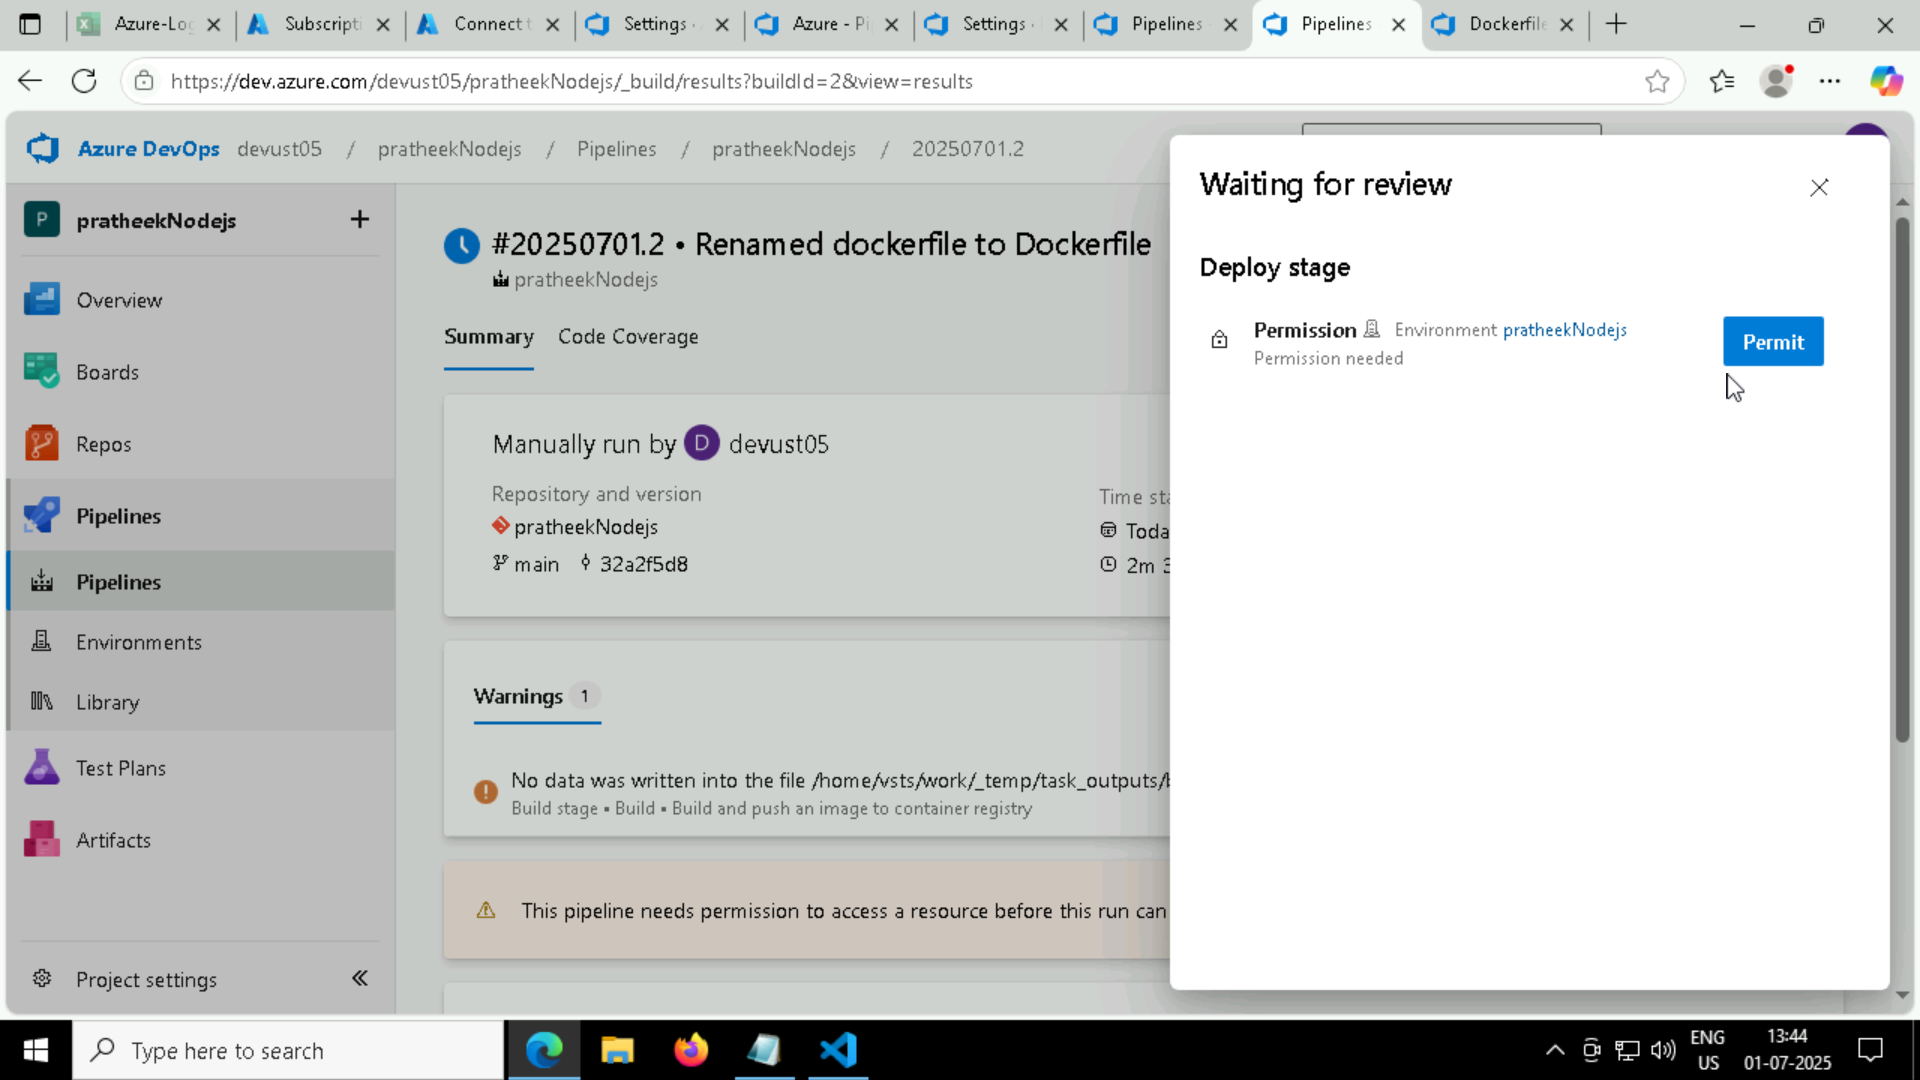 Azure-Log
Subscripti
Connect t
Settings ·
Azure - Pi
Settings ·
Pipelines
Pipelines
Dockerfile
https://dev.azure.com/devust05/pratheekNodejs/_build/results?buildId=2&view=results
Azure DevOps devust05 / pratheekNodejs / Pipelines / pratheekNodejs / 20250701.2
P pratheekNodejs
Overview
Boards
Repos
Pipelines
Pipelines
Environments
Library
Test Plans
Artifacts
Project settings
#20250701.2 • Renamed dockerfile to Dockerfile
pratheekNodejs
Summary Code Coverage
Manually run by D devust05
Repository and version
pratheekNodejs
main 32a2f5d8
Time sta
Toda
2m 3
Warnings 1
No data was written into the file /home/vsts/work/_temp/task_outputs/b
Build stage • Build • Build and push an image to container registry
This pipeline needs permission to access a resource before this run can
Waiting for review
Deploy stage
Permission Environment pratheekNodejs
Permission needed
Permit
Type here to search
ENG
US
13:44
01-07-2025